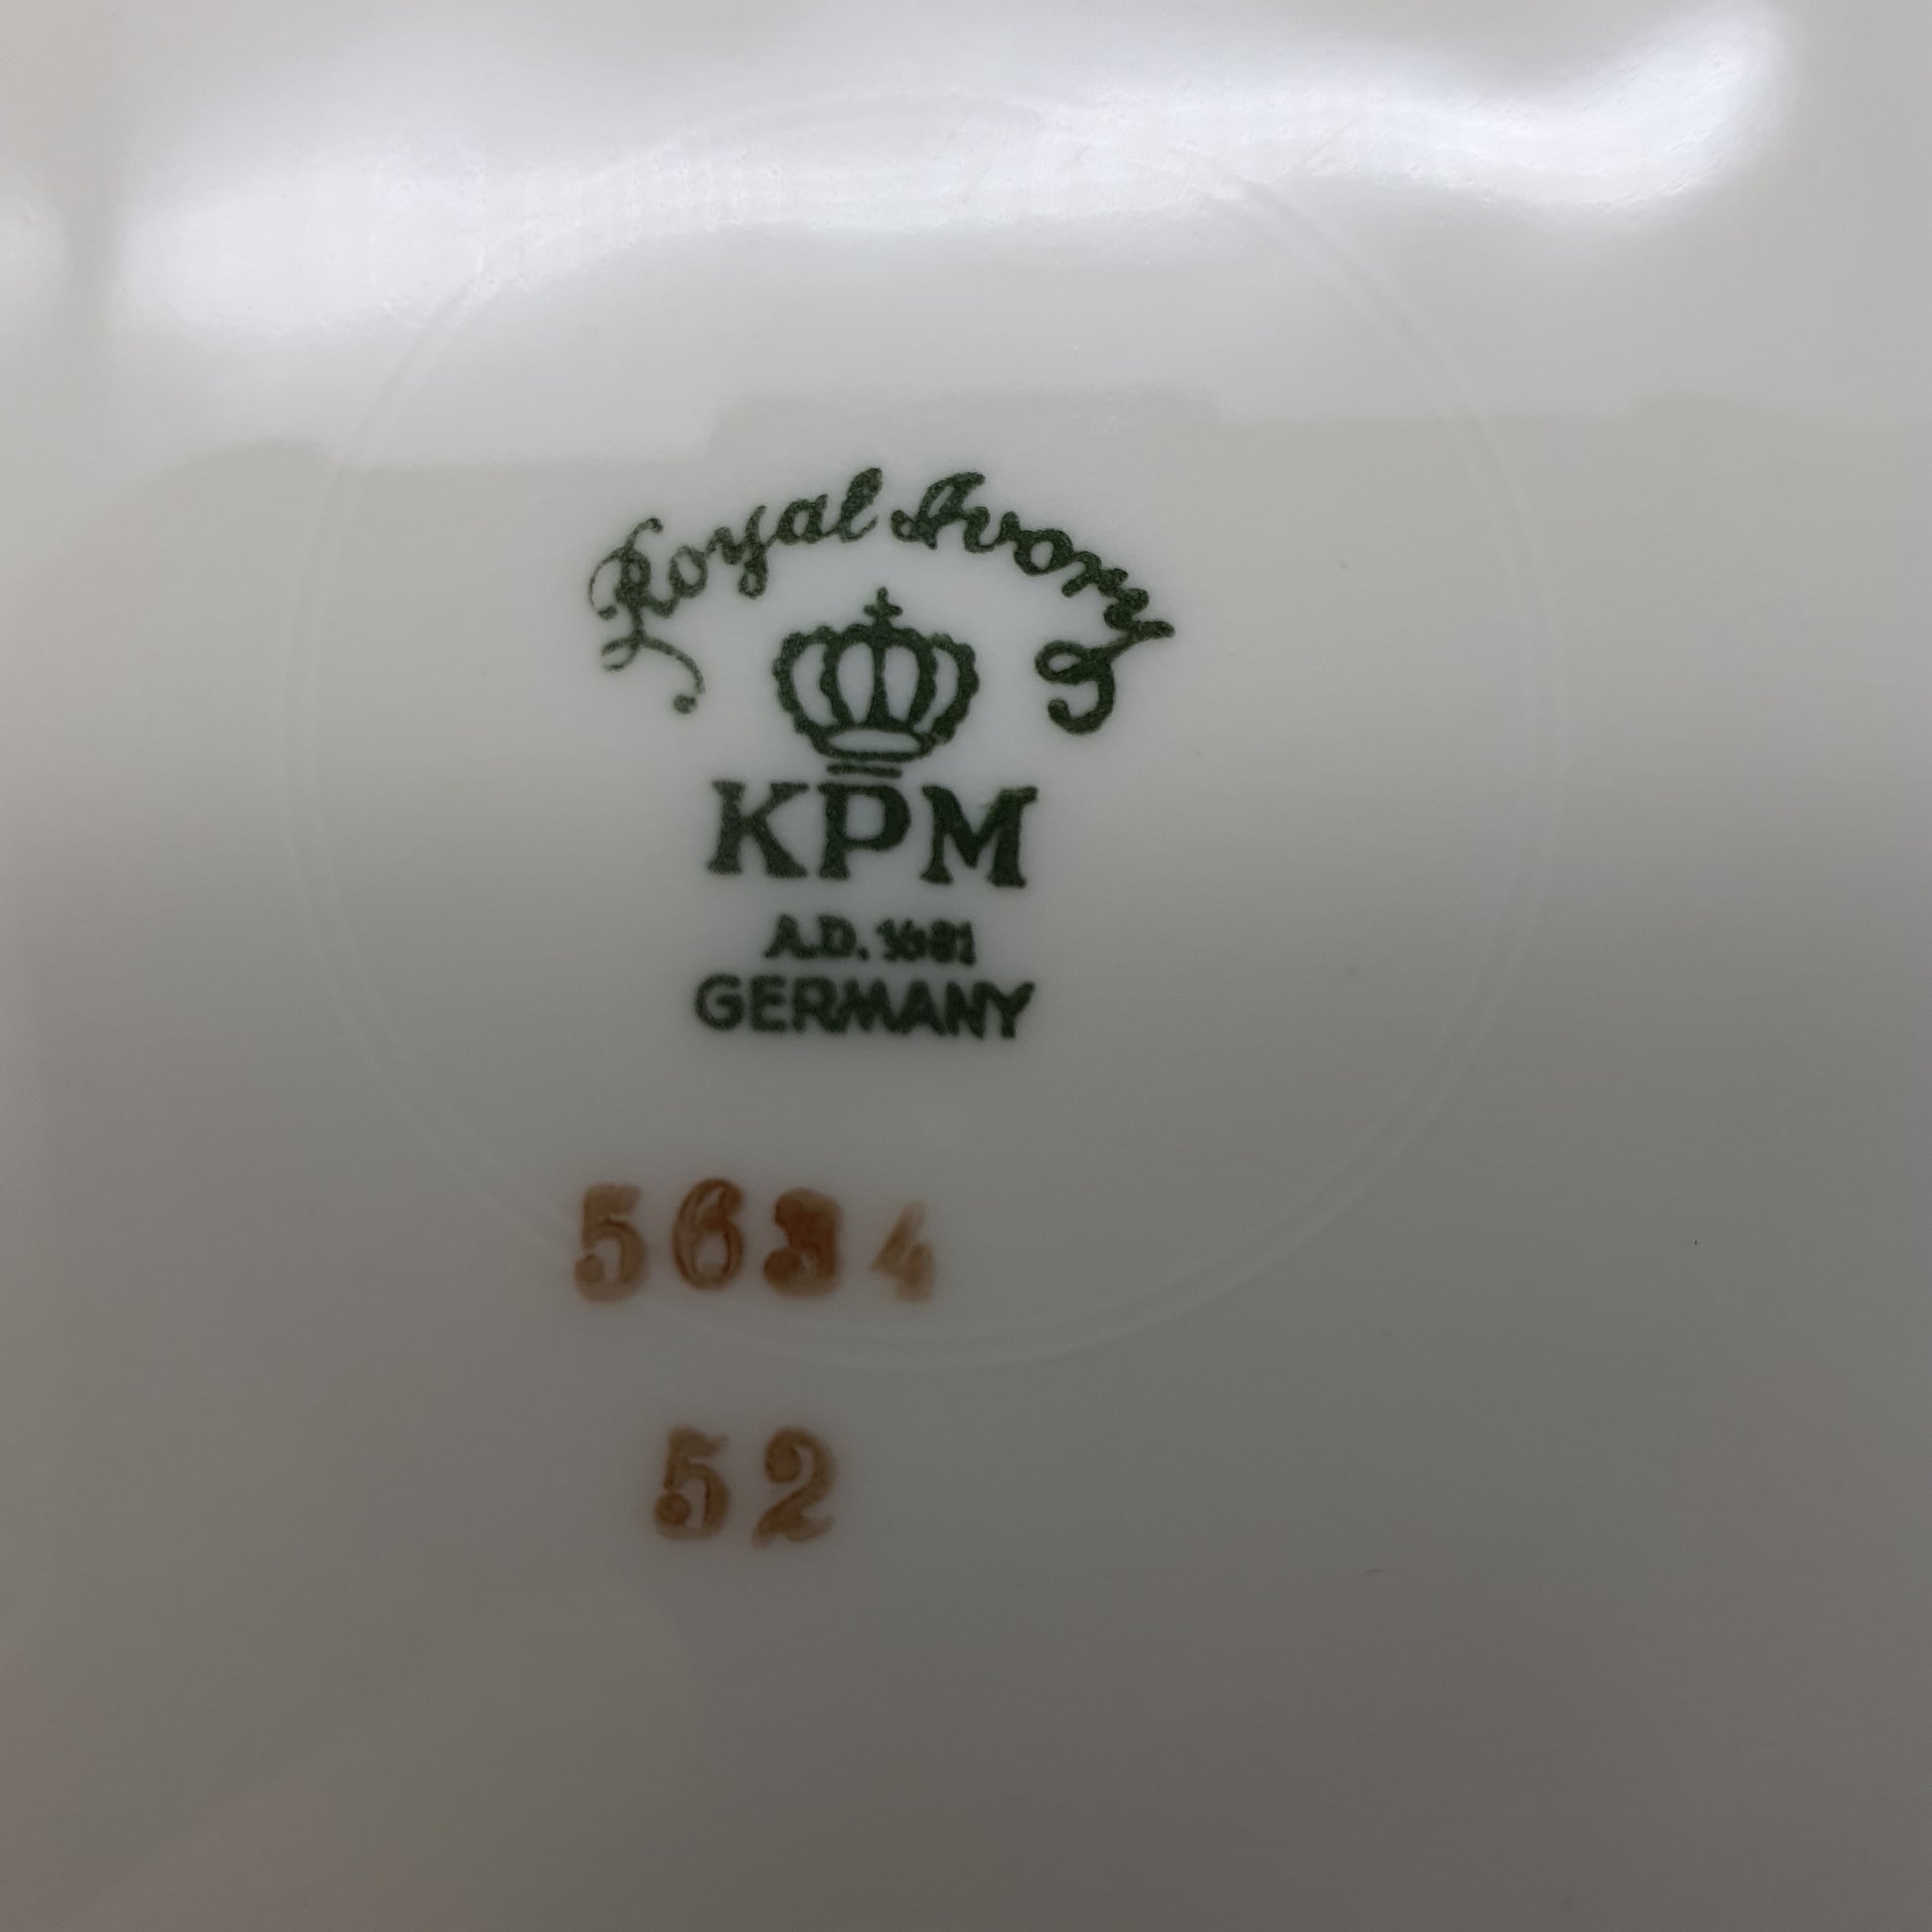 Royal Ivory
KPM
A.D. 1681
GERMANY
5634
52